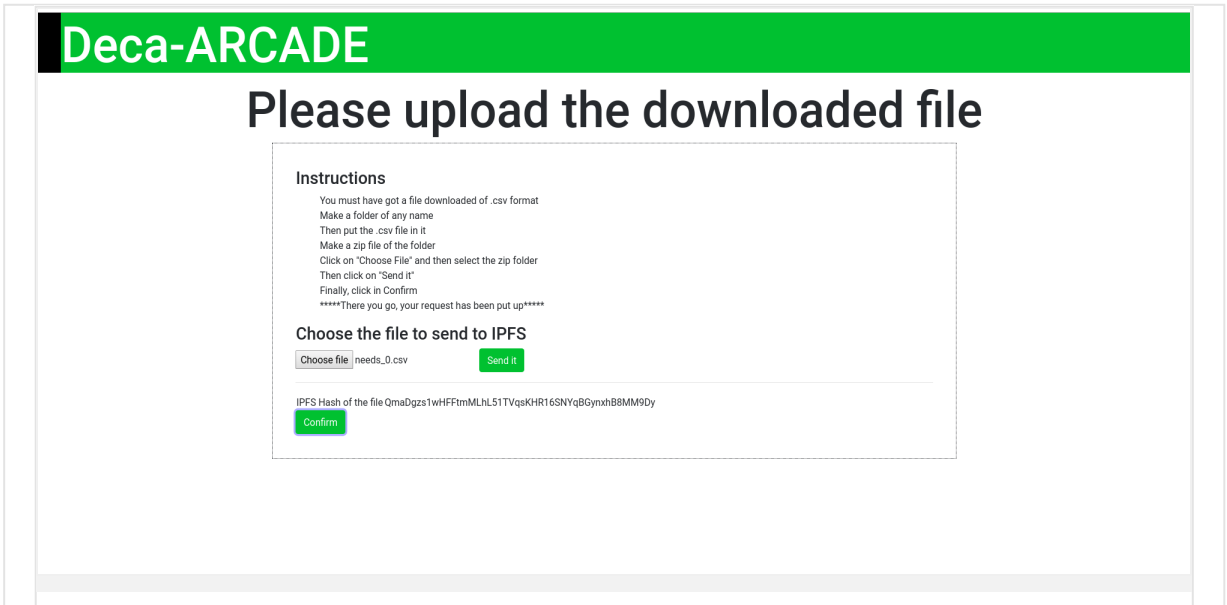 Deca-ARCADE
Please upload the downloaded file
Instructions
You must have got a file downloaded of .csv format
Make a folder of any name
Then put the .csv file in it
Make a zip file of the folder
Click on "Choose File" and then select the zip folder
Then click on "Send it"
Finally, click in Confirm
*****There you go, your request has been put up*****
Choose the file to send to IPFS
Choose file needs_0.csv Send it
IPFS Hash of the file QmaDgzs1wHFFtmMLhL51TVqsKHR16SNYqBGynxhB8MM9Dy
Confirm